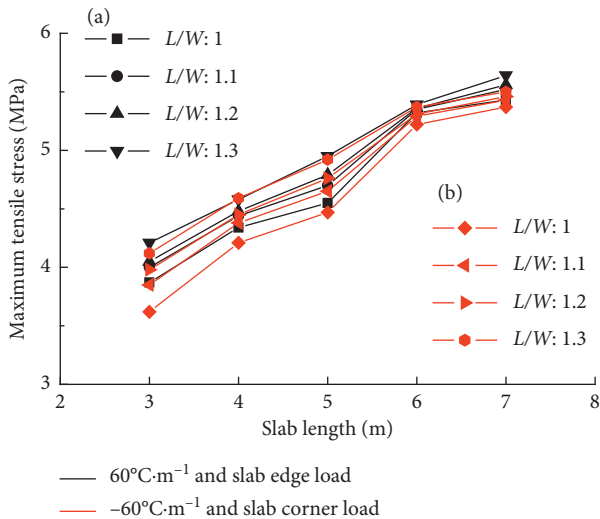 (a)
L/W: 1
L/W: 1.1
L/W: 1.2
L/W: 1.3
(b)
L/W: 1
L/W: 1.1
L/W: 1.2
L/W: 1.3
Maximum tensile stress (MPa)
6
5
4
3
2 3 4 5 6 7 8
Slab length (m)
60°C·m⁻¹ and slab edge load
–60°C·m⁻¹ and slab corner load